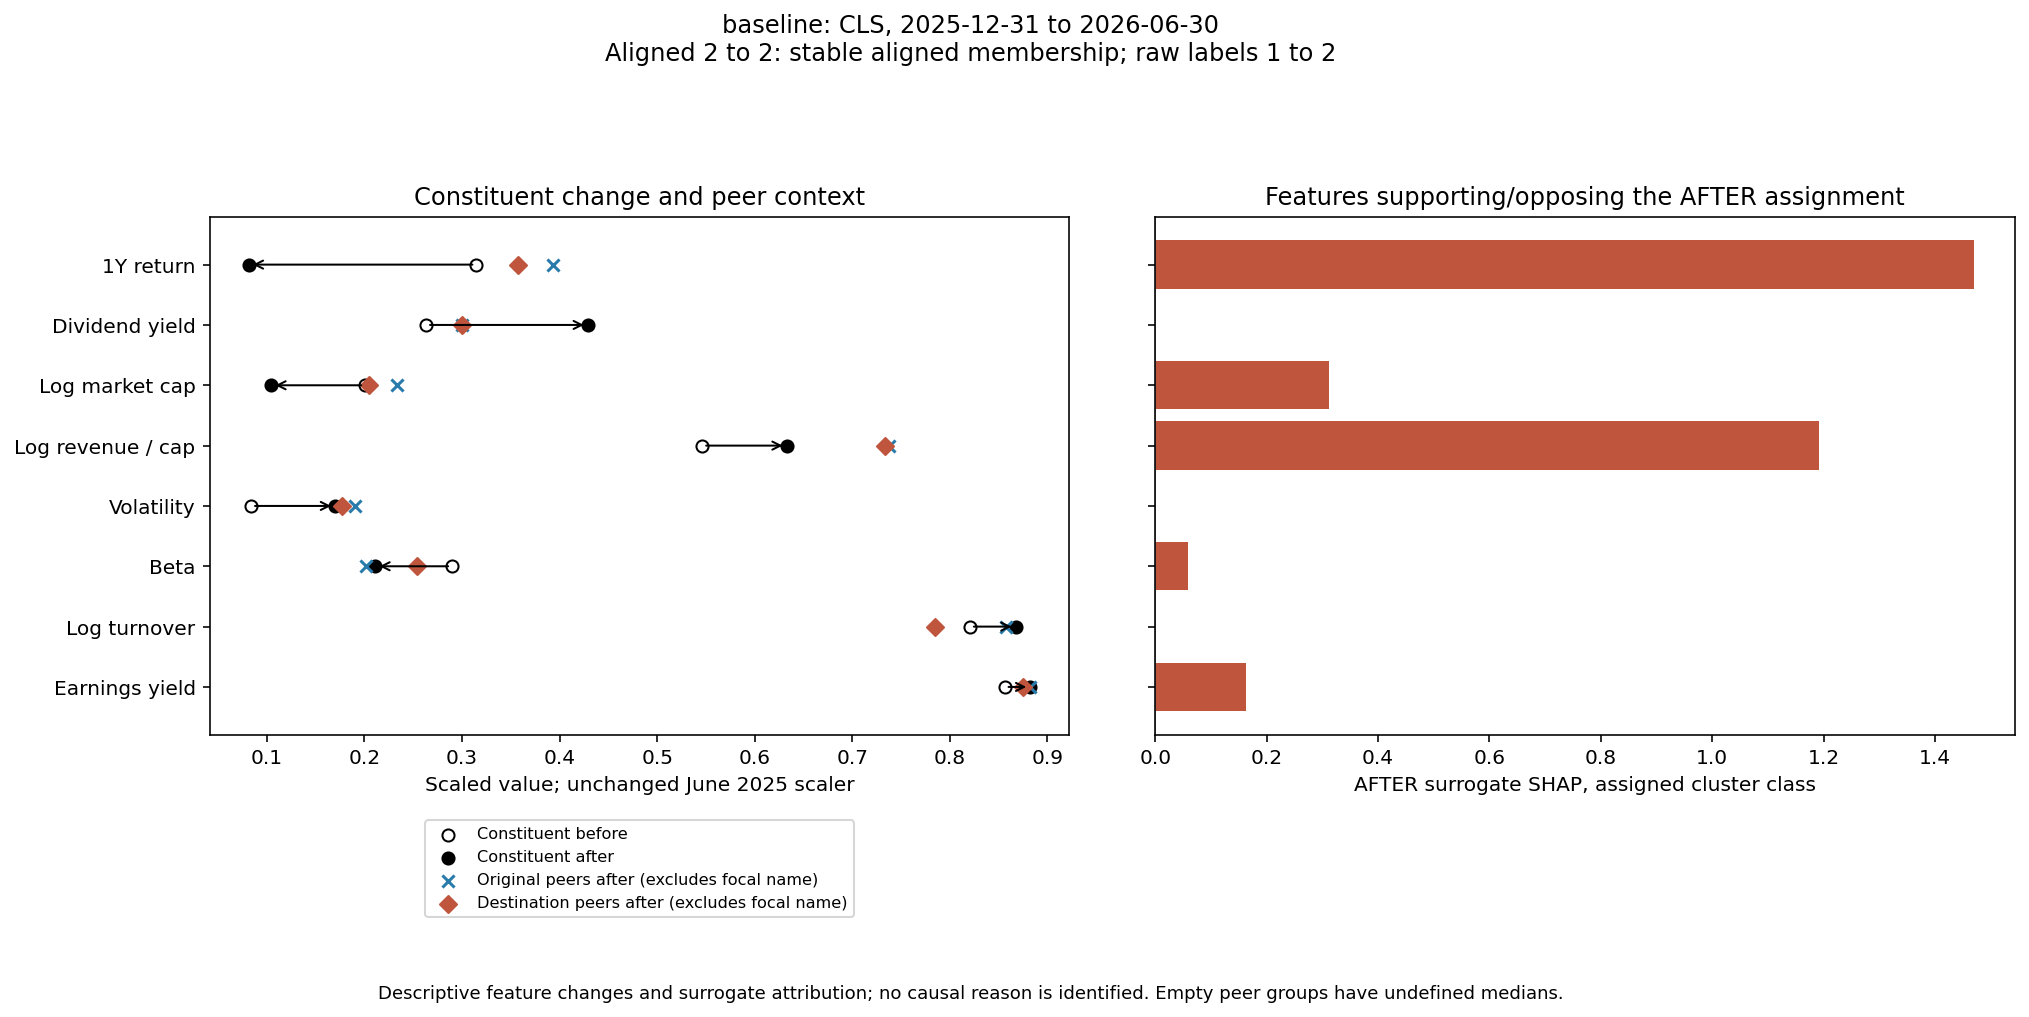 baseline: CLS, 2025-12-31 to 2026-06-30
Aligned 2 to 2: stable aligned membership; raw labels 1 to 2
Constituent change and peer context
1Y return
Dividend yield
Log market cap
Log revenue / cap
Volatility
Beta
Log turnover
Earnings yield
0.1 0.2 0.3 0.4 0.5 0.6 0.7 0.8 0.9
Scaled value; unchanged June 2025 scaler
Constituent before
Constituent after
Original peers after (excludes focal name)
Destination peers after (excludes focal name)
Features supporting/opposing the AFTER assignment
0.0 0.2 0.4 0.6 0.8 1.0 1.2 1.4
AFTER surrogate SHAP, assigned cluster class
Descriptive feature changes and surrogate attribution; no causal reason is identified. Empty peer groups have undefined medians.